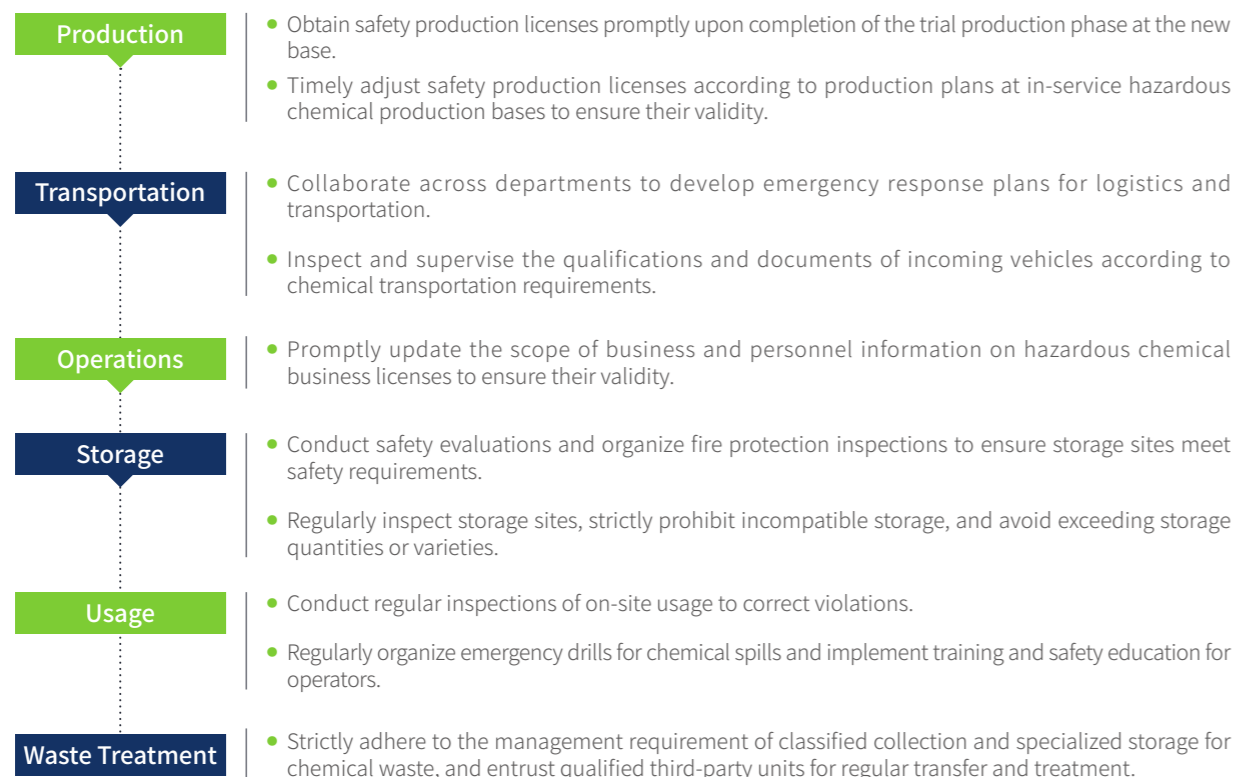 Production
● Obtain safety production licenses promptly upon completion of the trial production phase at the new
base.
● Timely adjust safety production licenses according to production plans at in-service hazardous
chemical production bases to ensure their validity.
Transportation
● Collaborate across departments to develop emergency response plans for logistics and
transportation.
● Inspect and supervise the qualifications and documents of incoming vehicles according to
chemical transportation requirements.
Operations
● Promptly update the scope of business and personnel information on hazardous chemical
business licenses to ensure their validity.
Storage
● Conduct safety evaluations and organize fire protection inspections to ensure storage sites meet
safety requirements.
● Regularly inspect storage sites, strictly prohibit incompatible storage, and avoid exceeding storage
quantities or varieties.
Usage
● Conduct regular inspections of on-site usage to correct violations.
● Regularly organize emergency drills for chemical spills and implement training and safety education for
operators.
Waste Treatment
● Strictly adhere to the management requirement of classified collection and specialized storage for
chemical waste, and entrust qualified third-party units for regular transfer and treatment.